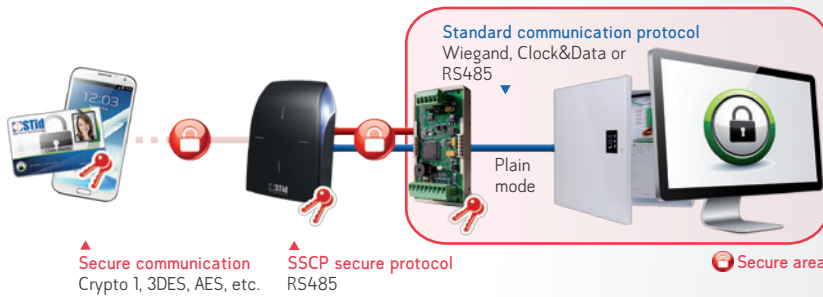 Standard communication protocol
Wiegand, Clock&Data or
RS485
12:03
STid
STid
Plain
mode
Secure communication
Crypto 1, 3DES, AES, etc.
SSCP secure protocol
RS485
Secure area